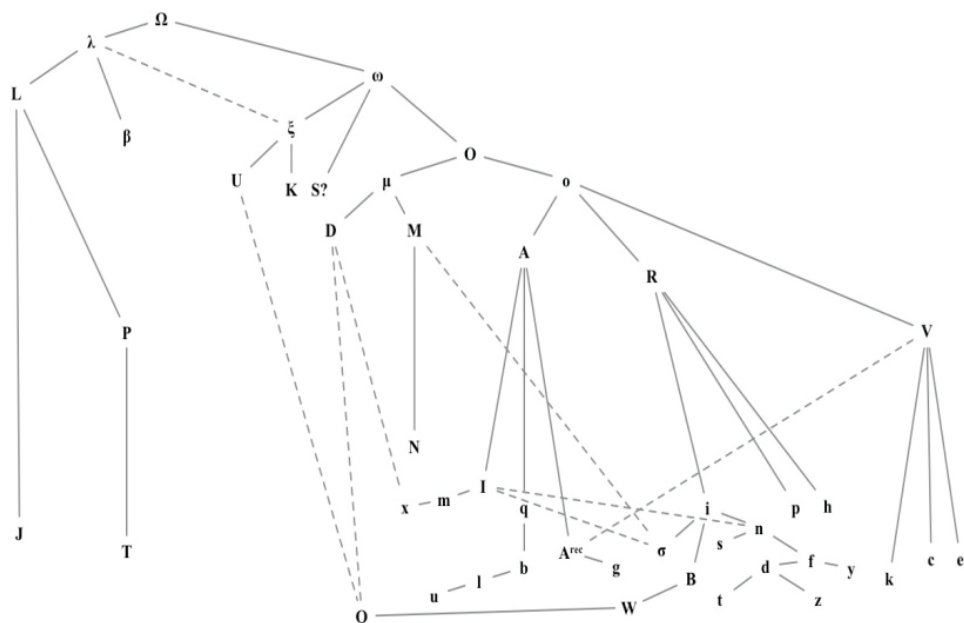 Ω
λ
ω
L
β
ξ
O
U
K
S?
μ
o
D
M
A
R
P
V
N
I
m
x
q
i
p
h
J
T
n
s
σ
A^rec
g
b
l
u
B
d
f
y
k
c
e
t
z
W
O